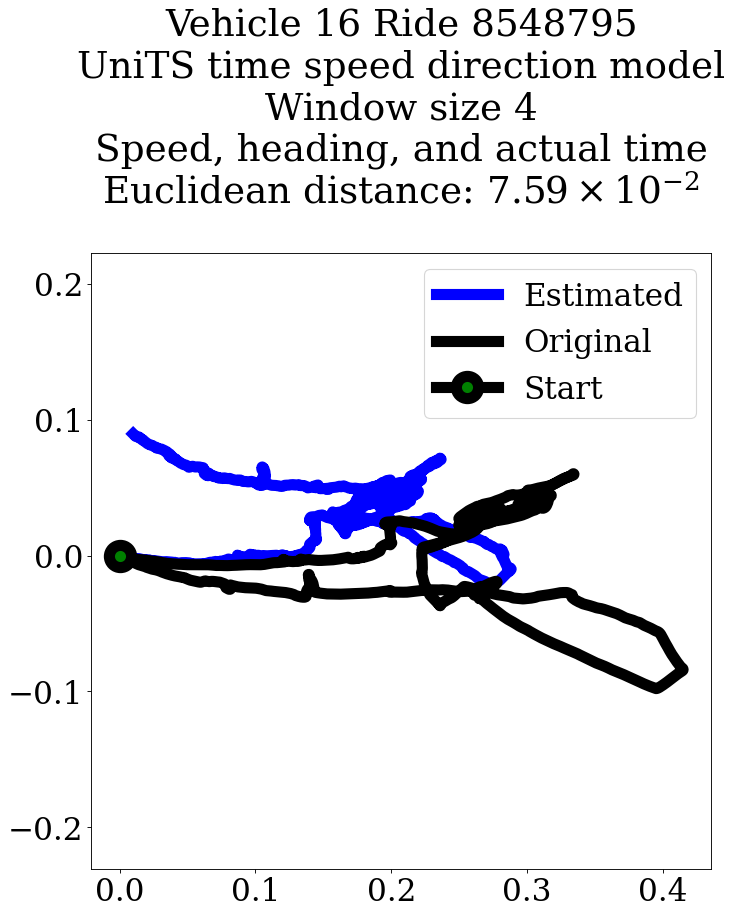 Vehicle 16 Ride 8548795
UniTS time speed direction model
Window size 4
Speed, heading, and actual time
Euclidean distance: 7.59 × 10⁻²
Estimated
Original
Start
0.2
0.1
0.0
−0.1
−0.2
0.0 0.1 0.2 0.3 0.4